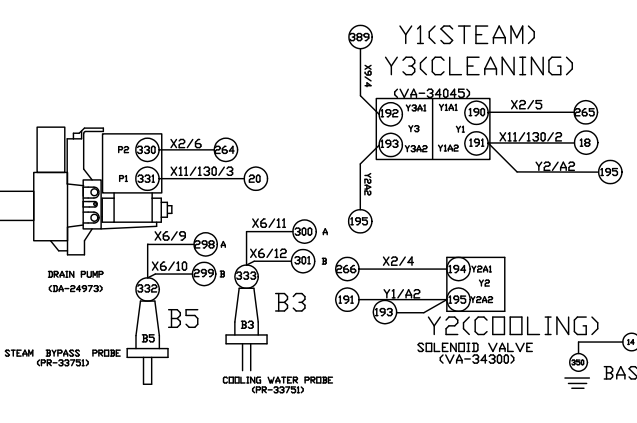 389
Y1(STEAM)
Y3(CLEANING)
(VA-34045)
X9/4
192 Y3A1 Y1A1 190 X2/5 265
Y3 Y1
193 Y3A2 Y1A2 191 X11/130/2 18
Y2/A2 195
Y2A2
195
P2 330 X2/6 264
P1 331 X11/130/3 20
DRAIN PUMP
(DA-24973)
X6/9 298 A
X6/10 299 B
332
B5
B5
STEAM BYPASS PROBE
(PR-33751)
X6/11 300 A
X6/12 301 B
333
B3
B3
COOLING WATER PROBE
(PR-33751)
266 X2/4 194 Y2A1
Y2
191 Y1/A2 195 Y2A2
193
Y2(COOLING)
SOLENOID VALVE
(VA-34300)
14
350
BAS